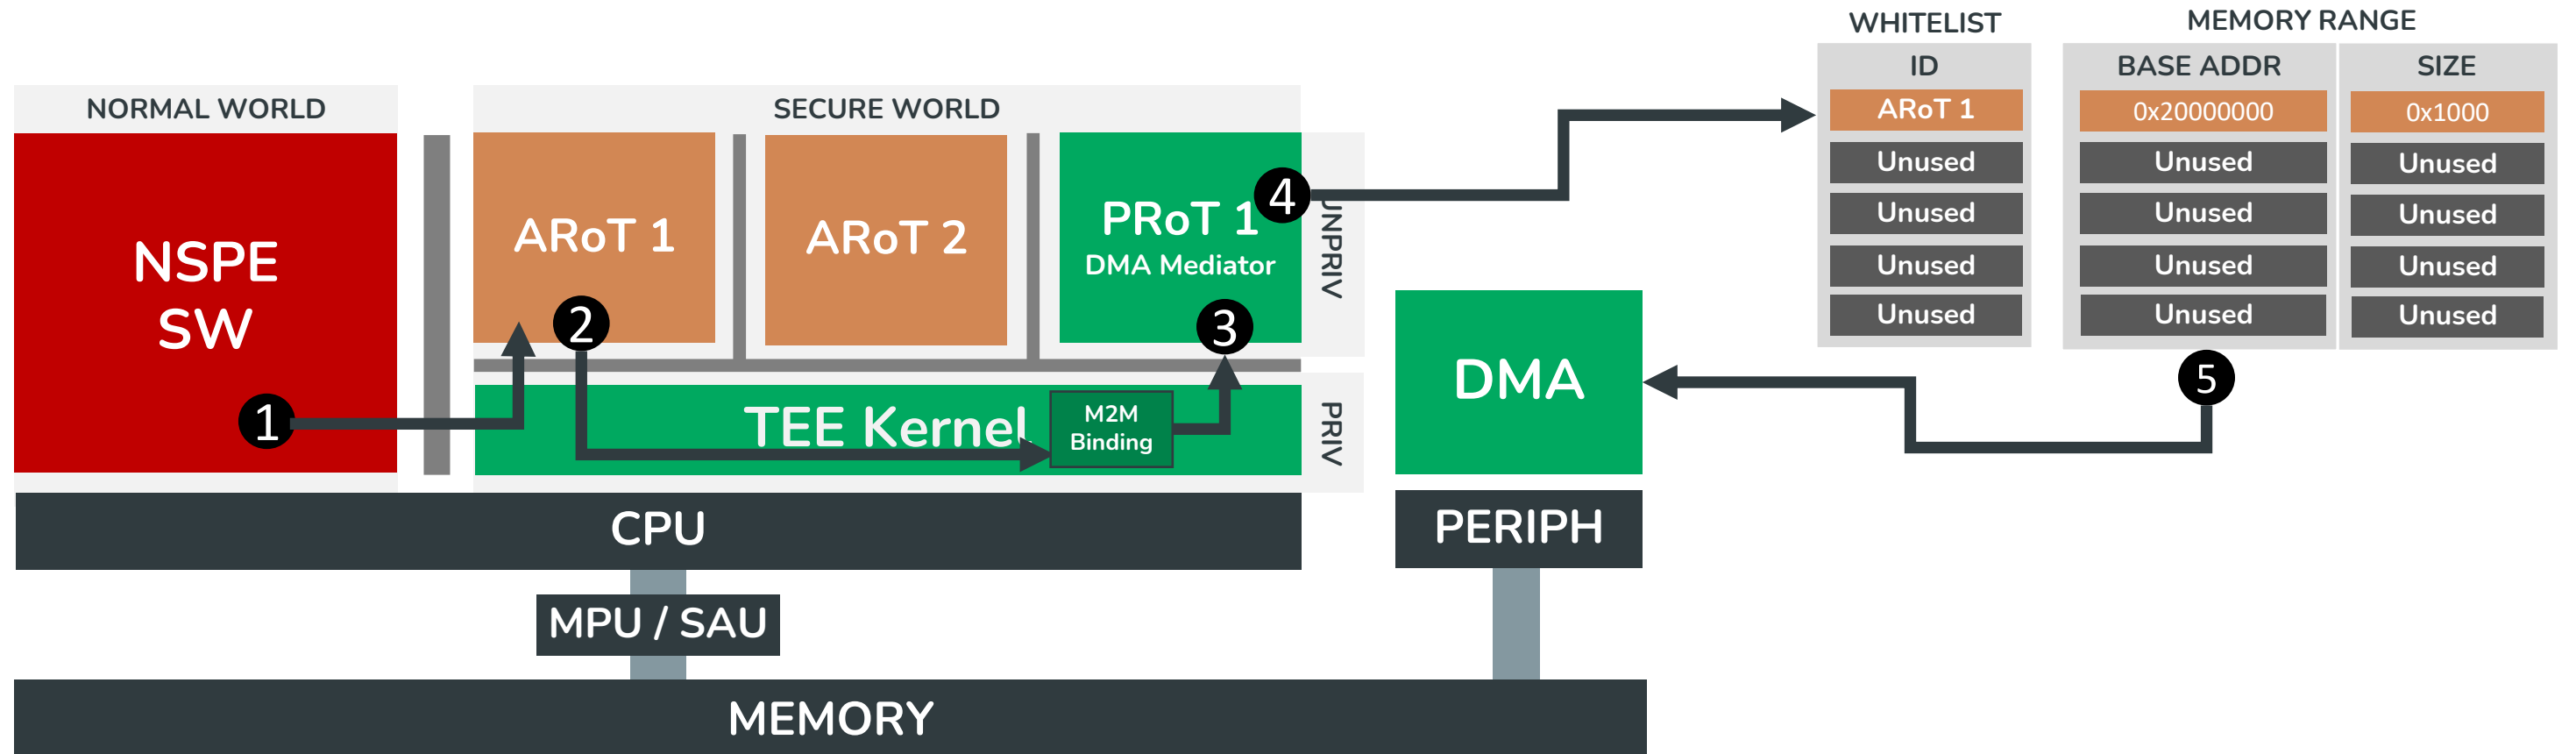 NORMAL WORLD
NSPE
SW
1
SECURE WORLD
ARoT 1
2
ARoT 2
PRoT 1
DMA Mediator
3
4
UNPRIV
TEE Kernel
M2M
Binding
PRIV
CPU
MPU / SAU
MEMORY
DMA
PERIPH
WHITELIST
ID
ARoT 1
Unused
Unused
Unused
Unused
MEMORY RANGE
BASE ADDR SIZE
0x20000000 0x1000
Unused Unused
Unused Unused
Unused Unused
Unused Unused
5